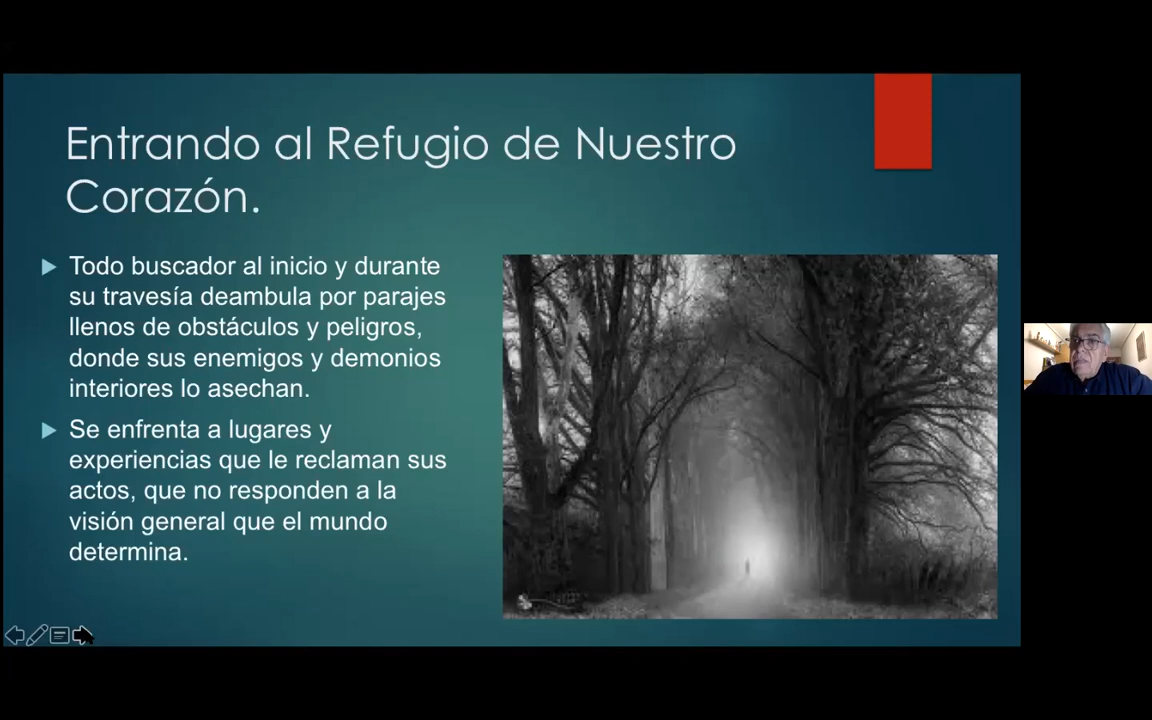 Entrando al Refugio de Nuestro
Corazón.
Todo buscador al inicio y durante
su travesía deambula por parajes
llenos de obstáculos y peligros,
donde sus enemigos y demonios
interiores lo asechan.
Se enfrenta a lugares y
experiencias que le reclaman sus
actos, que no responden a la
visión general que el mundo
determina.